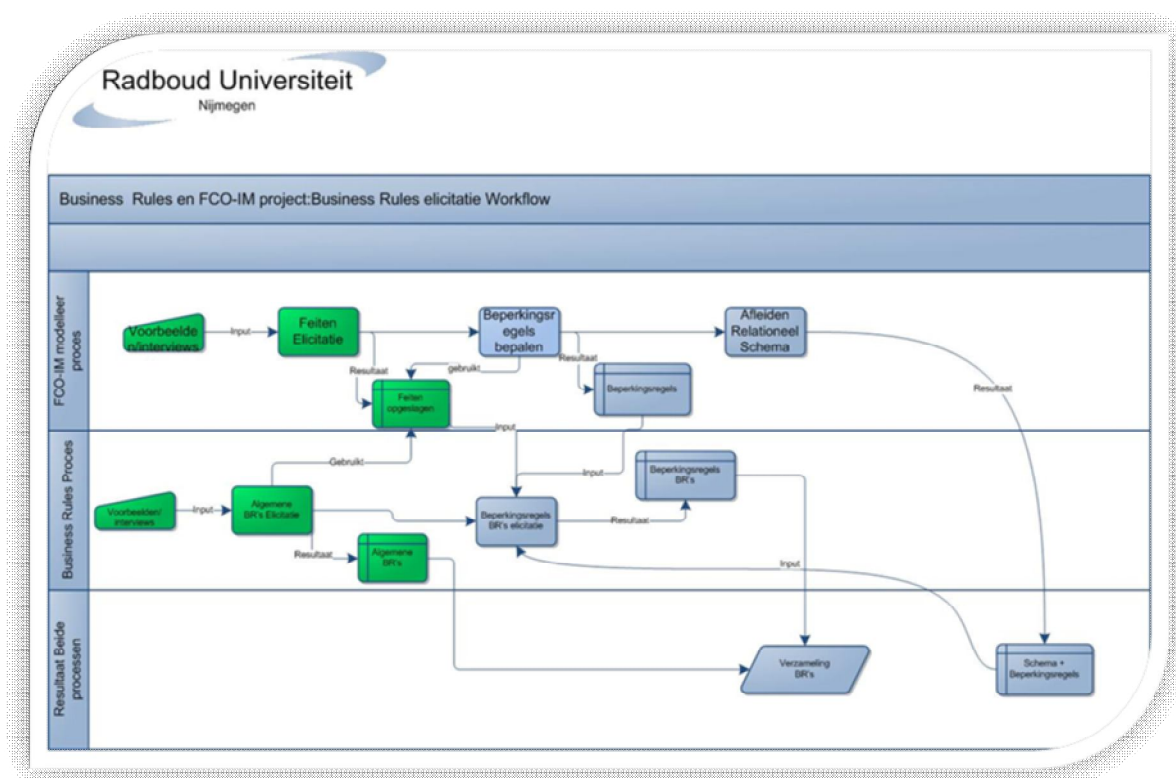 Radboud Universiteit
Nijmegen
Business Rules en FCO-IM project:Business Rules elicitatie Workflow
FCO-IM modelleer
proces
Voorbeelde
n/interviews
Input
Feiten
Elicitatie
Resultaat
Feiten
opgeslagen
gebruikt
Beperkingsr
egels
bepalen
Resultaat
Beperkingsregels
Afleiden
Relationeel
Schema
Resultaat
Input
Business Rules Proces
Voorbeelden/
interviews
Input
Algemene
BR's Elicitatie
Gebruikt
Resultaat
Algemene
BR's
Beperkingsregels
BR's elicitatie
Input
Resultaat
Beperkingsregels
BR's
Input
Resultaat Beide
processen
Verzameling
BR's
Schema +
Beperkingsregels